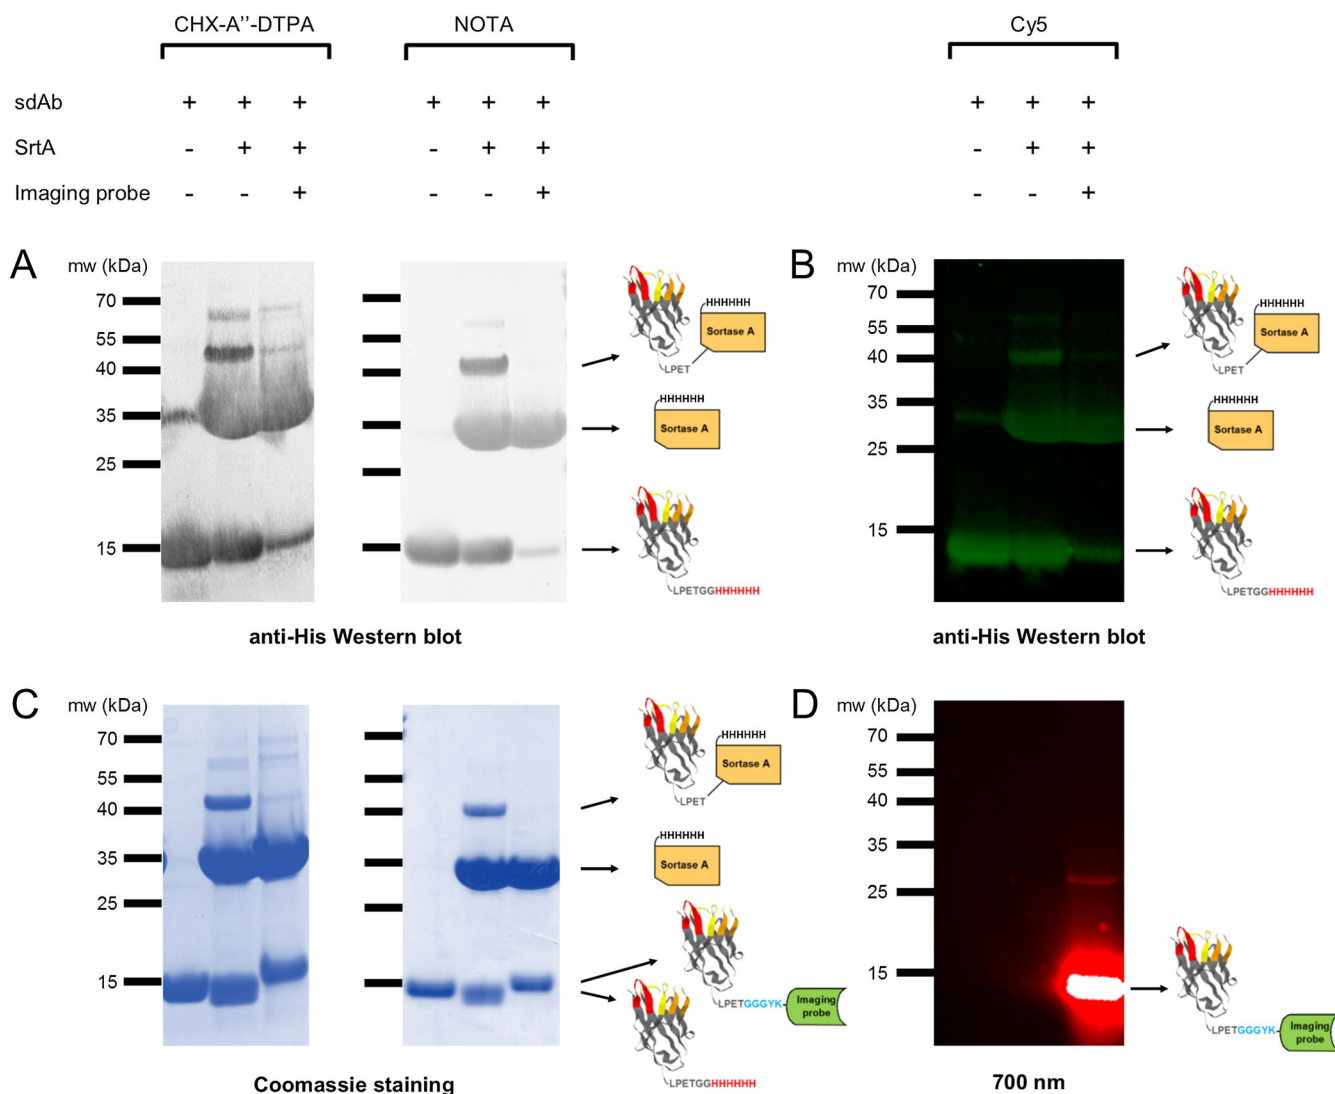 CHX-A''-DTPA NOTA Cy5
sdAb + + + + + + + + +
SrtA - + + - + + - + +
Imaging probe - - + - - + - - +
A
mw (kDa)
70
55
40
35
25
15
HHHHHH
Sortase A
LPET
HHHHHH
Sortase A
LPETGGHHHHHH
anti-His Western blot
B
mw (kDa)
70
55
40
35
25
15
HHHHHH
Sortase A
LPET
HHHHHH
Sortase A
LPETGGHHHHHH
anti-His Western blot
C
mw (kDa)
70
55
40
35
25
15
HHHHHH
Sortase A
LPET
HHHHHH
Sortase A
LPETGGGYK
Imaging
probe
LPETGGHHHHHH
Coomassie staining
D
mw (kDa)
70
55
40
35
25
15
LPETGGGYK
Imaging
probe
700 nm